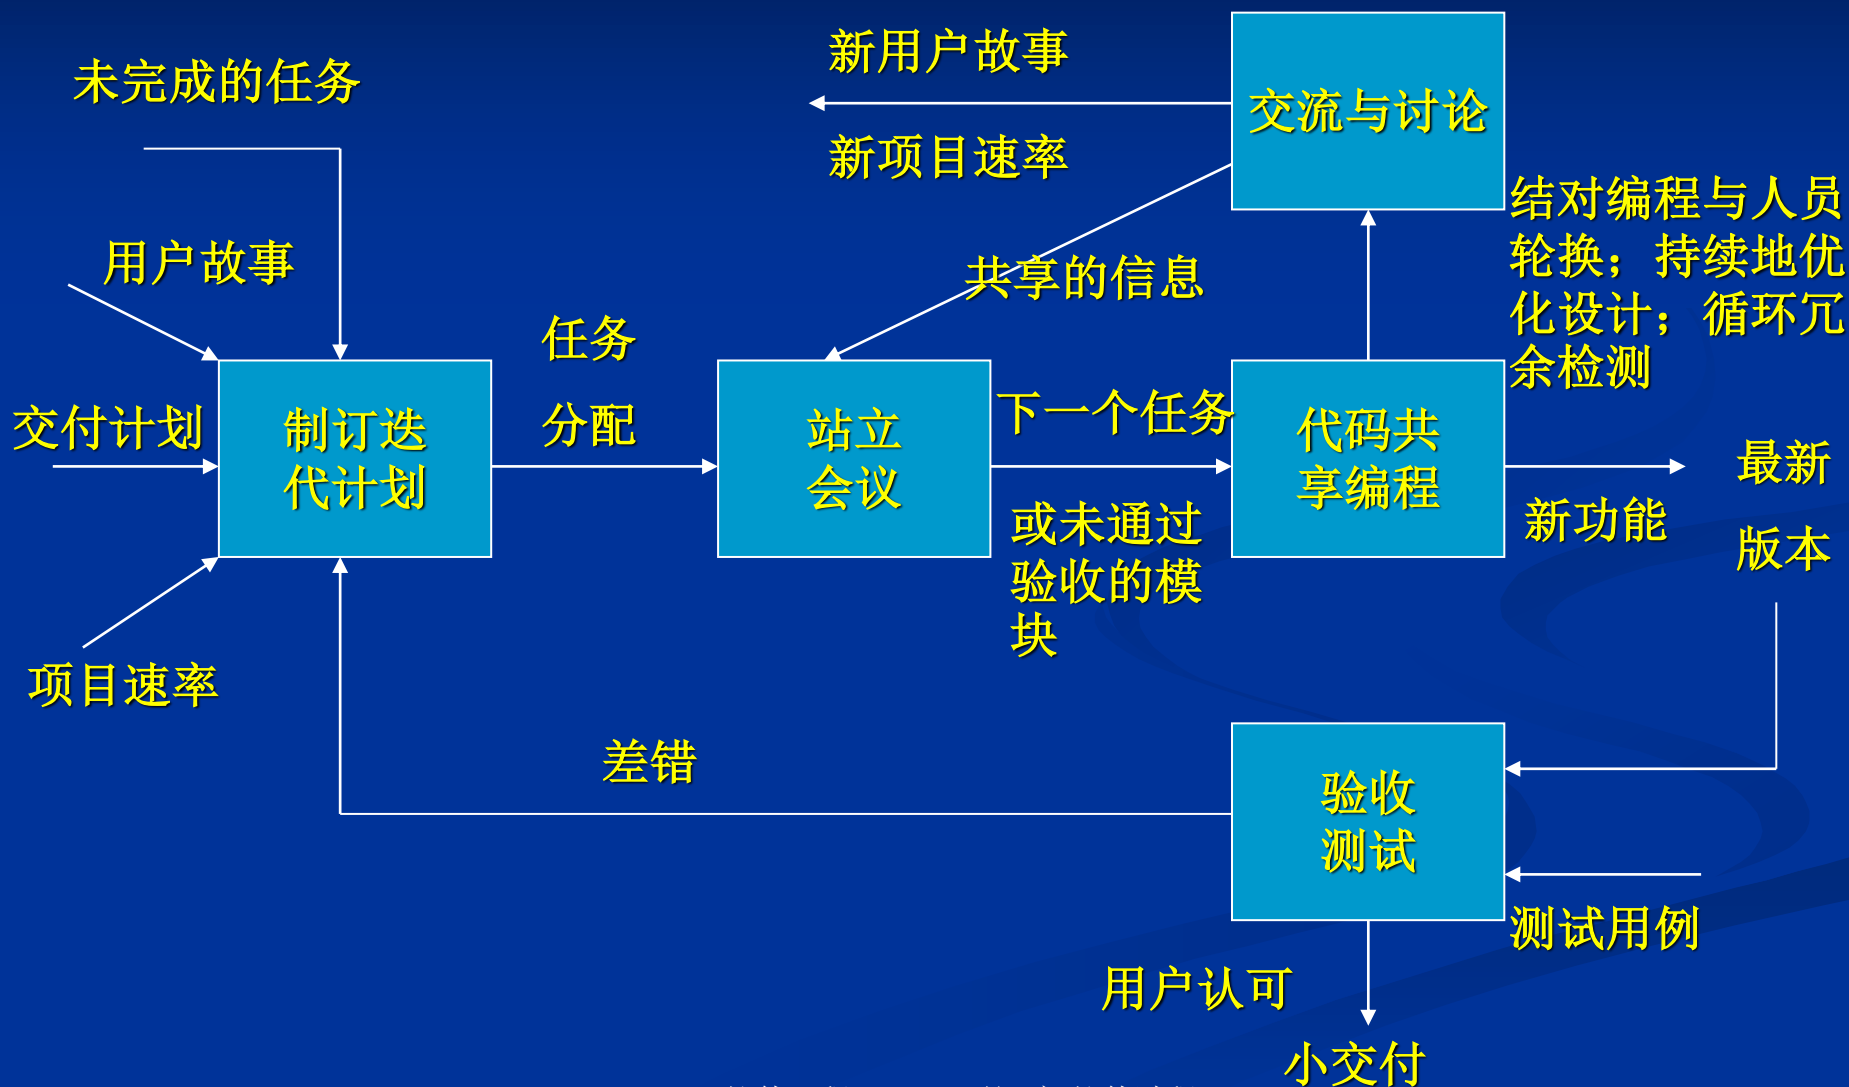 新用户故事
未完成的任务
交流与讨论
新项目速率
结对编程与人员
轮换；持续地优
化设计；循环冗
余检测
用户故事
共享的信息
任务
分配
交付计划
制订迭
代计划
站立
会议
下一个任务
代码共
享编程
最新
版本
新功能
或未通过
验收的模
块
项目速率
差错
验收
测试
测试用例
用户认可
小交付